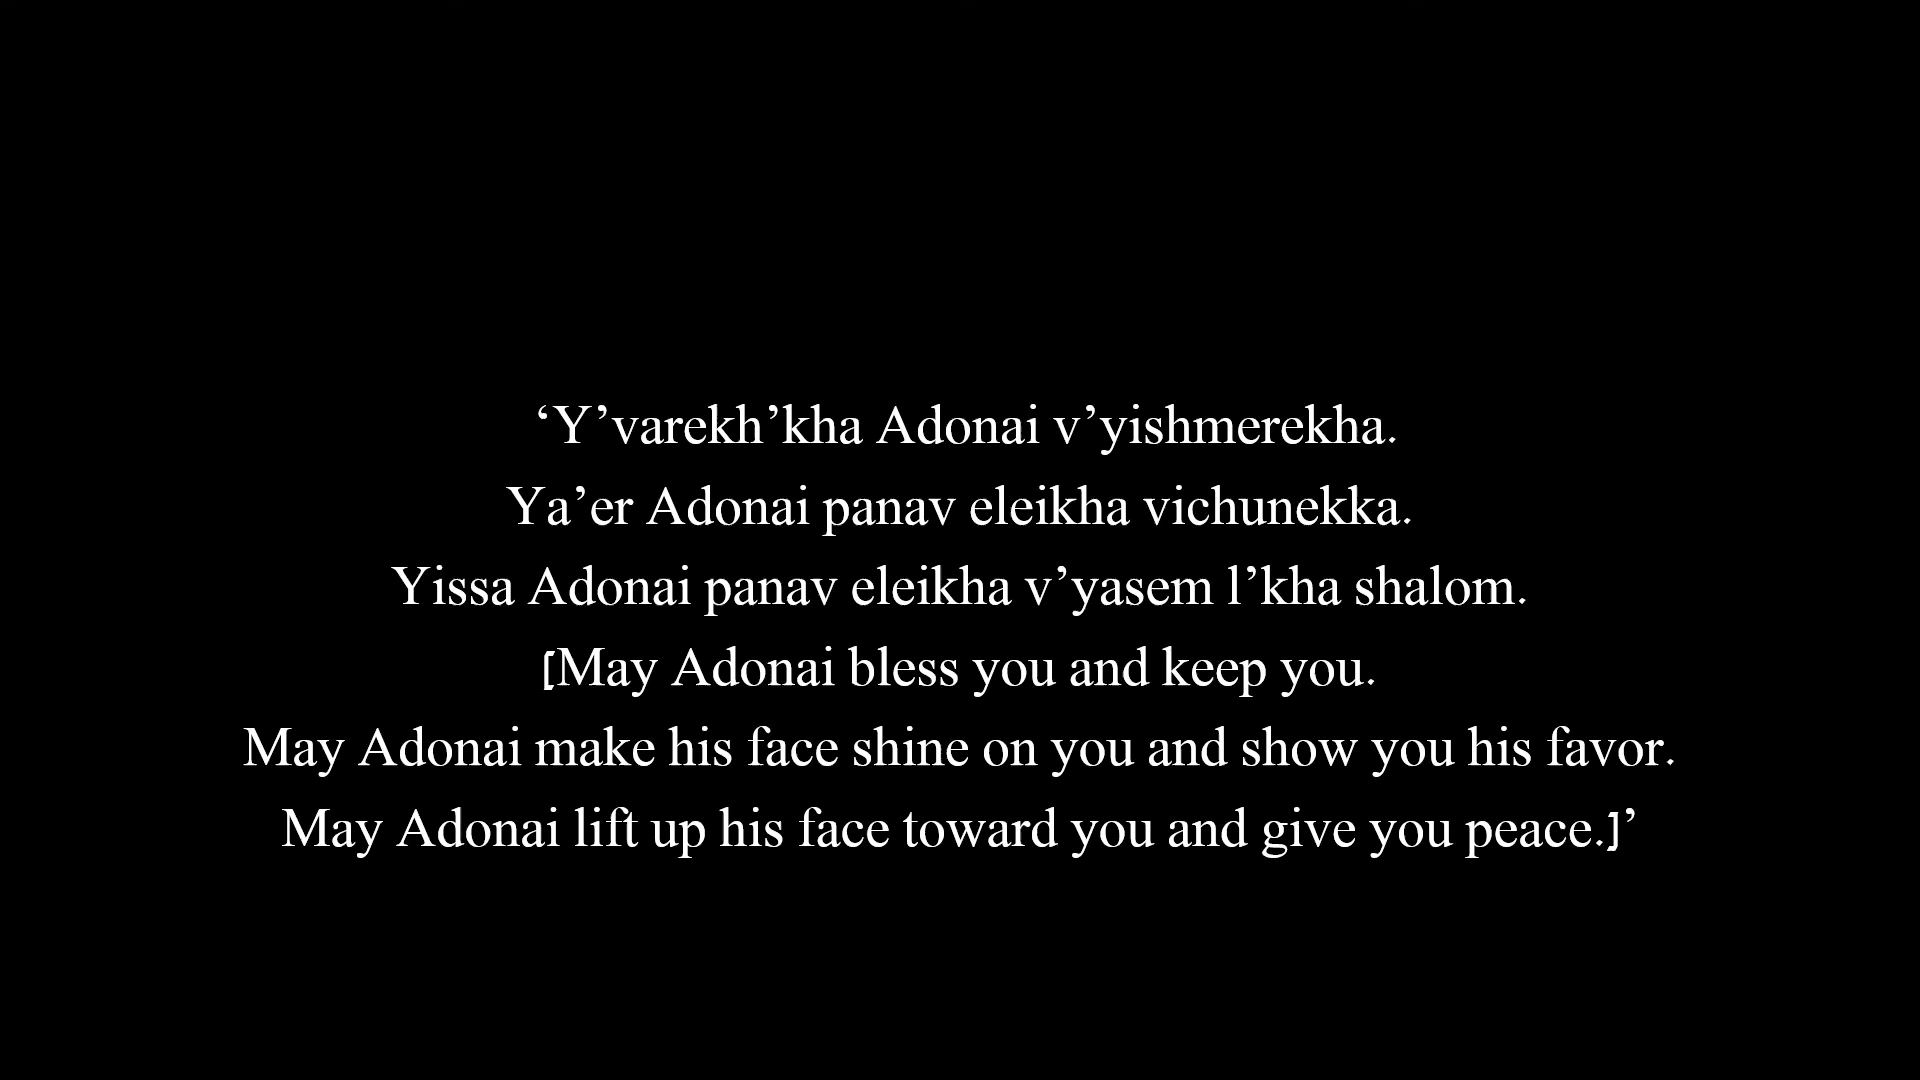 ‘Y’varekh’kha Adonai v’yishmerekha.
Ya’er Adonai panav eleikha vichunekka.
Yissa Adonai panav eleikha v’yasem l’kha shalom.
[May Adonai bless you and keep you.
May Adonai make his face shine on you and show you his favor.
May Adonai lift up his face toward you and give you peace.]’